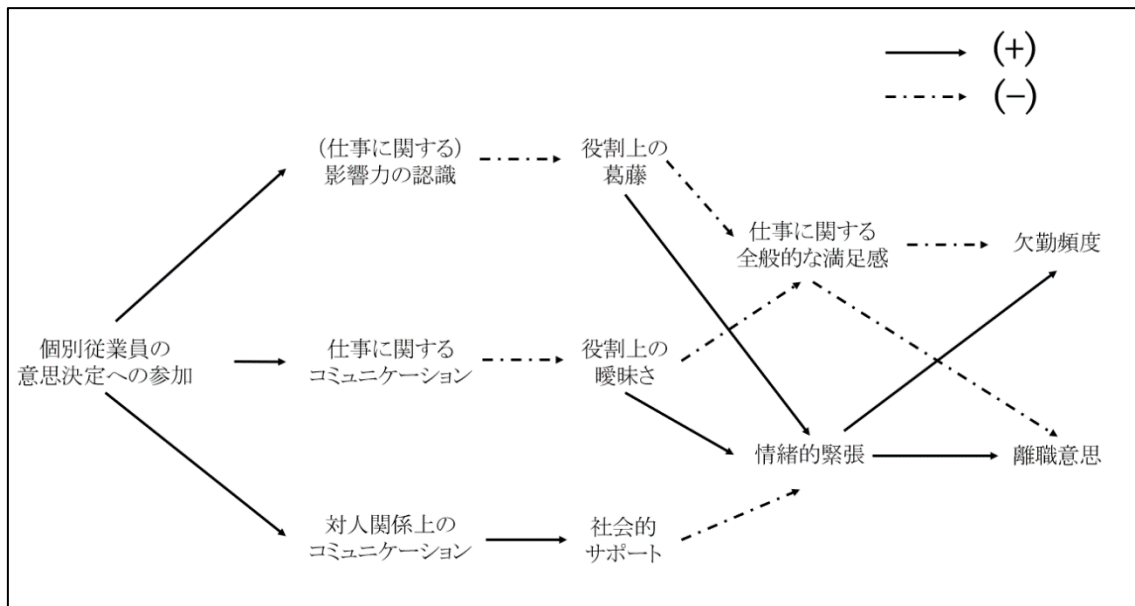 (+)
(−)
(仕事に関する)
影響力の認識
役割上の
葛藤
仕事に関する
全般的な満足感
欠勤頻度
個別従業員の
意思決定への参加
仕事に関する
コミュニケーション
役割上の
曖昧さ
情緒的緊張
離職意思
対人関係上の
コミュニケーション
社会的
サポート